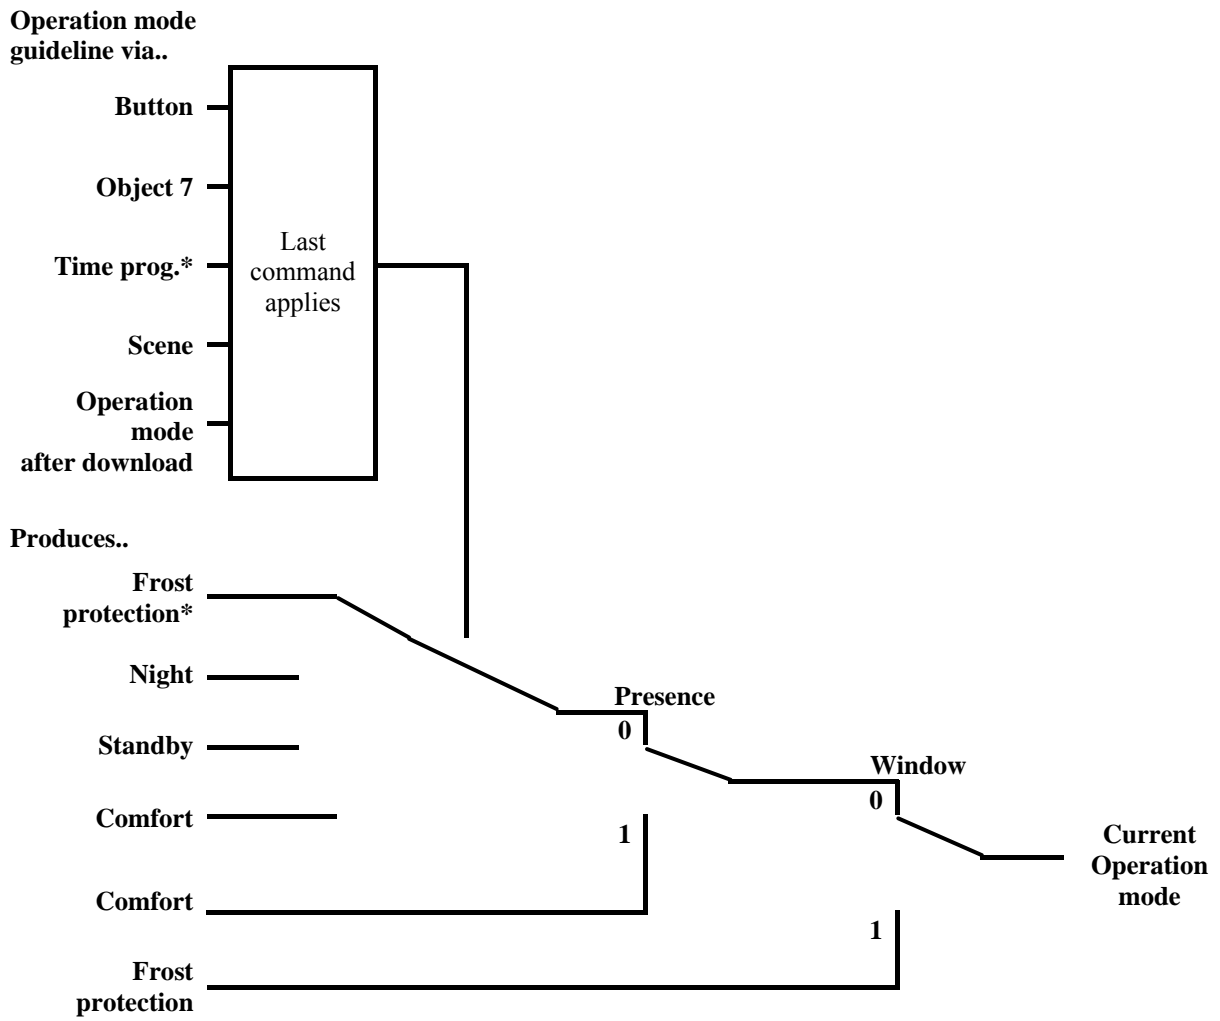 Operation mode
guideline via..
Button
Object 7
Time prog.*
Scene
Operation
mode
after download
Last
command
applies
Produces..
Frost
protection*
Night
Standby
Comfort
Comfort
Frost
protection
Presence
0
1
Window
0
1
Current
Operation
mode